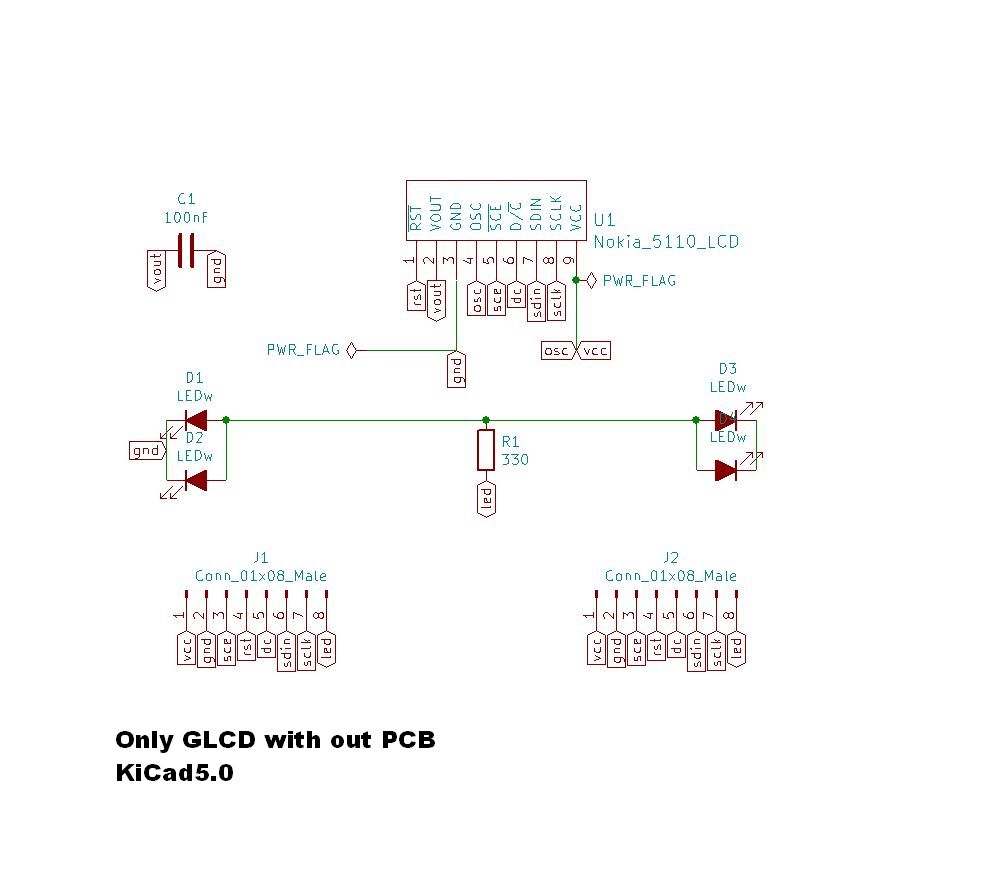 C1
100nF
vout
gnd
RST
VOUT
GND
OSC
SCE
D/C
SDIN
SCLK
VCC
U1
Nokia_5110_LCD
1
2
3
4
5
6
7
8
9
rst
vout
osc
sce
dc
sdin
sclk
PWR_FLAG
PWR_FLAG
gnd
osc
vcc
D1
LEDw
D2
LEDw
gnd
D3
LEDw
D4
LEDw
R1
330
led
J1
Conn_01x08_Male
1
2
3
4
5
6
7
8
vcc
gnd
sce
rst
dc
sdin
sclk
led
J2
Conn_01x08_Male
1
2
3
4
5
6
7
8
vcc
gnd
sce
rst
dc
sdin
sclk
led
Only GLCD with out PCB
KiCad5.0